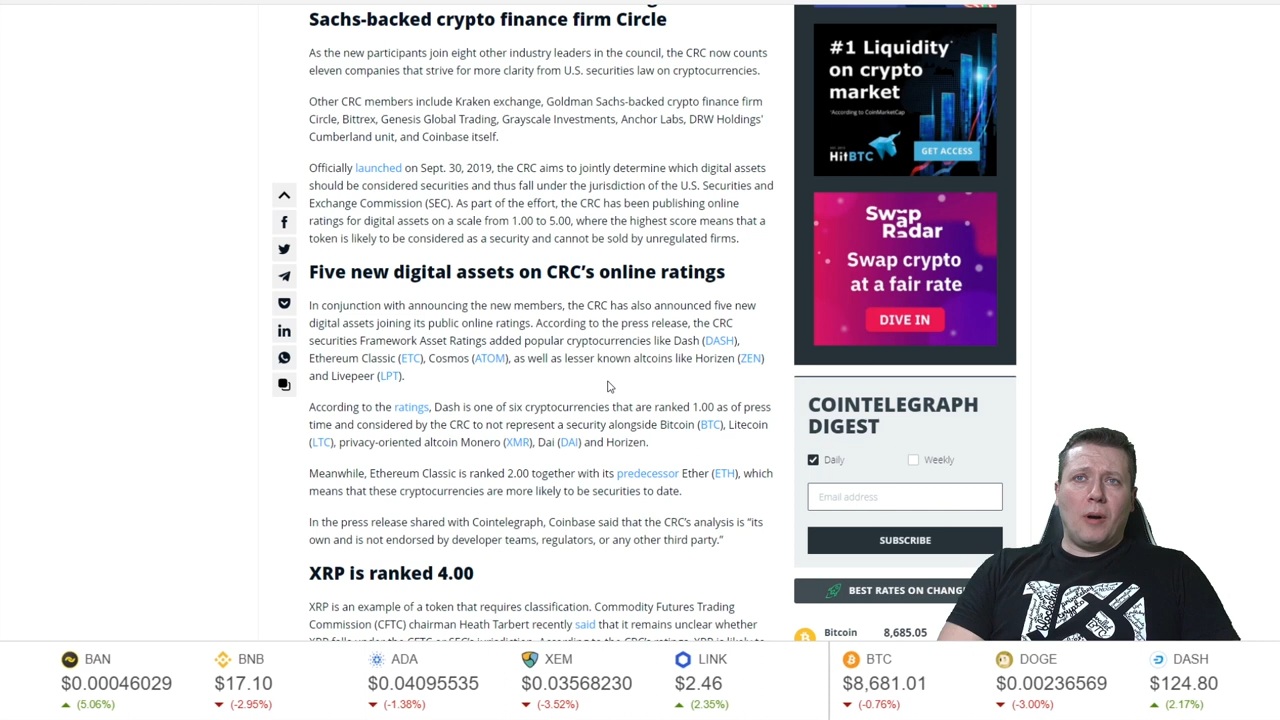 Sachs-backed crypto finance firm Circle
As the new participants join eight other industry leaders in the council, the CRC now counts
eleven companies that strive for more clarity from U.S. securities law on cryptocurrencies.
Other CRC members include Kraken exchange, Goldman Sachs-backed crypto finance firm
Circle, Bittrex, Genesis Global Trading, Grayscale Investments, Anchor Labs, DRW Holdings'
Cumberland unit, and Coinbase itself.
Officially launched on Sept. 30, 2019, the CRC aims to jointly determine which digital assets
should be considered securities and thus fall under the jurisdiction of the U.S. Securities and
Exchange Commission (SEC). As part of the effort, the CRC has been publishing online
ratings for digital assets on a scale from 1.00 to 5.00, where the highest score means that a
token is likely to be considered as a security and cannot be sold by unregulated firms.
Five new digital assets on CRC's online ratings
In conjunction with announcing the new members, the CRC has also announced five new
digital assets joining its public online ratings. According to the press release, the CRC
securities Framework Asset Ratings added popular cryptocurrencies like Dash (DASH),
Ethereum Classic (ETC), Cosmos (ATOM), as well as lesser known altcoins like Horizen (ZEN)
and Livepeer (LPT).
According to the ratings, Dash is one of six cryptocurrencies that are ranked 1.00 as of press
time and considered by the CRC to not represent a security alongside Bitcoin (BTC), Litecoin
(LTC), privacy-oriented altcoin Monero (XMR), Dai (DAI) and Horizen.
Meanwhile, Ethereum Classic is ranked 2.00 together with its predecessor Ether (ETH), which
means that these cryptocurrencies are more likely to be securities to date.
In the press release shared with Cointelegraph, Coinbase said that the CRC's analysis is “its
own and is not endorsed by developer teams, regulators, or any other third party.”
XRP is ranked 4.00
XRP is an example of a token that requires classification. Commodity Futures Trading
Commission (CFTC) chairman Heath Tarbert recently said that it remains unclear whether
#1 Liquidity*
on crypto
market
*According to CoinMarketCap
HitBTC
GET ACCESS
Swap
Radar
Swap crypto
at a fair rate
DIVE IN
COINTELEGRAPH
DIGEST
Daily
Weekly
Email address
SUBSCRIBE
BEST RATES ON CHANG
Bitcoin 8,685.05
BAN
$0.00046029
(5.06%)
BNB
$17.10
(-2.95%)
ADA
$0.04095535
(-1.38%)
XEM
$0.03568230
(-3.52%)
LINK
$2.46
(2.35%)
BTC
$8,681.01
(-0.76%)
DOGE
$0.00236569
(-3.00%)
DASH
$124.80
(2.17%)